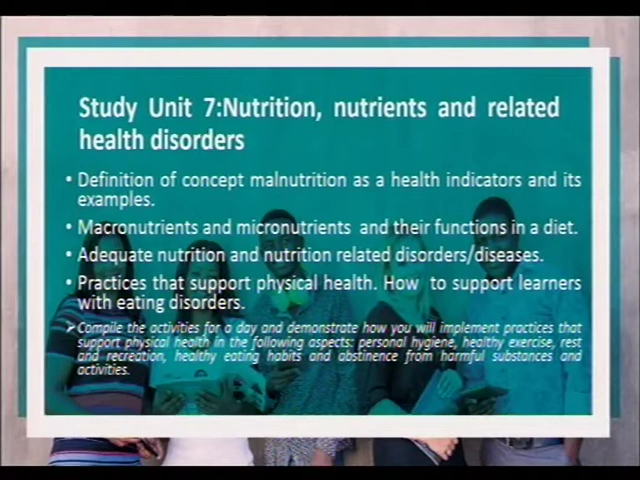 Study Unit 7:Nutrition, nutrients and related
health disorders
• Definition of concept malnutrition as a health indicators and its
examples.
• Macronutrients and micronutrients and their functions in a diet.
• Adequate nutrition and nutrition related disorders/diseases.
• Practices that support physical health. How to support learners
with eating disorders.
➢ Compile the activities for a day and demonstrate how you will implement practices that
support physical health in the following aspects: personal hygiene, healthy exercise, rest
and recreation, healthy eating habits and abstinence from harmful substances and
activities.